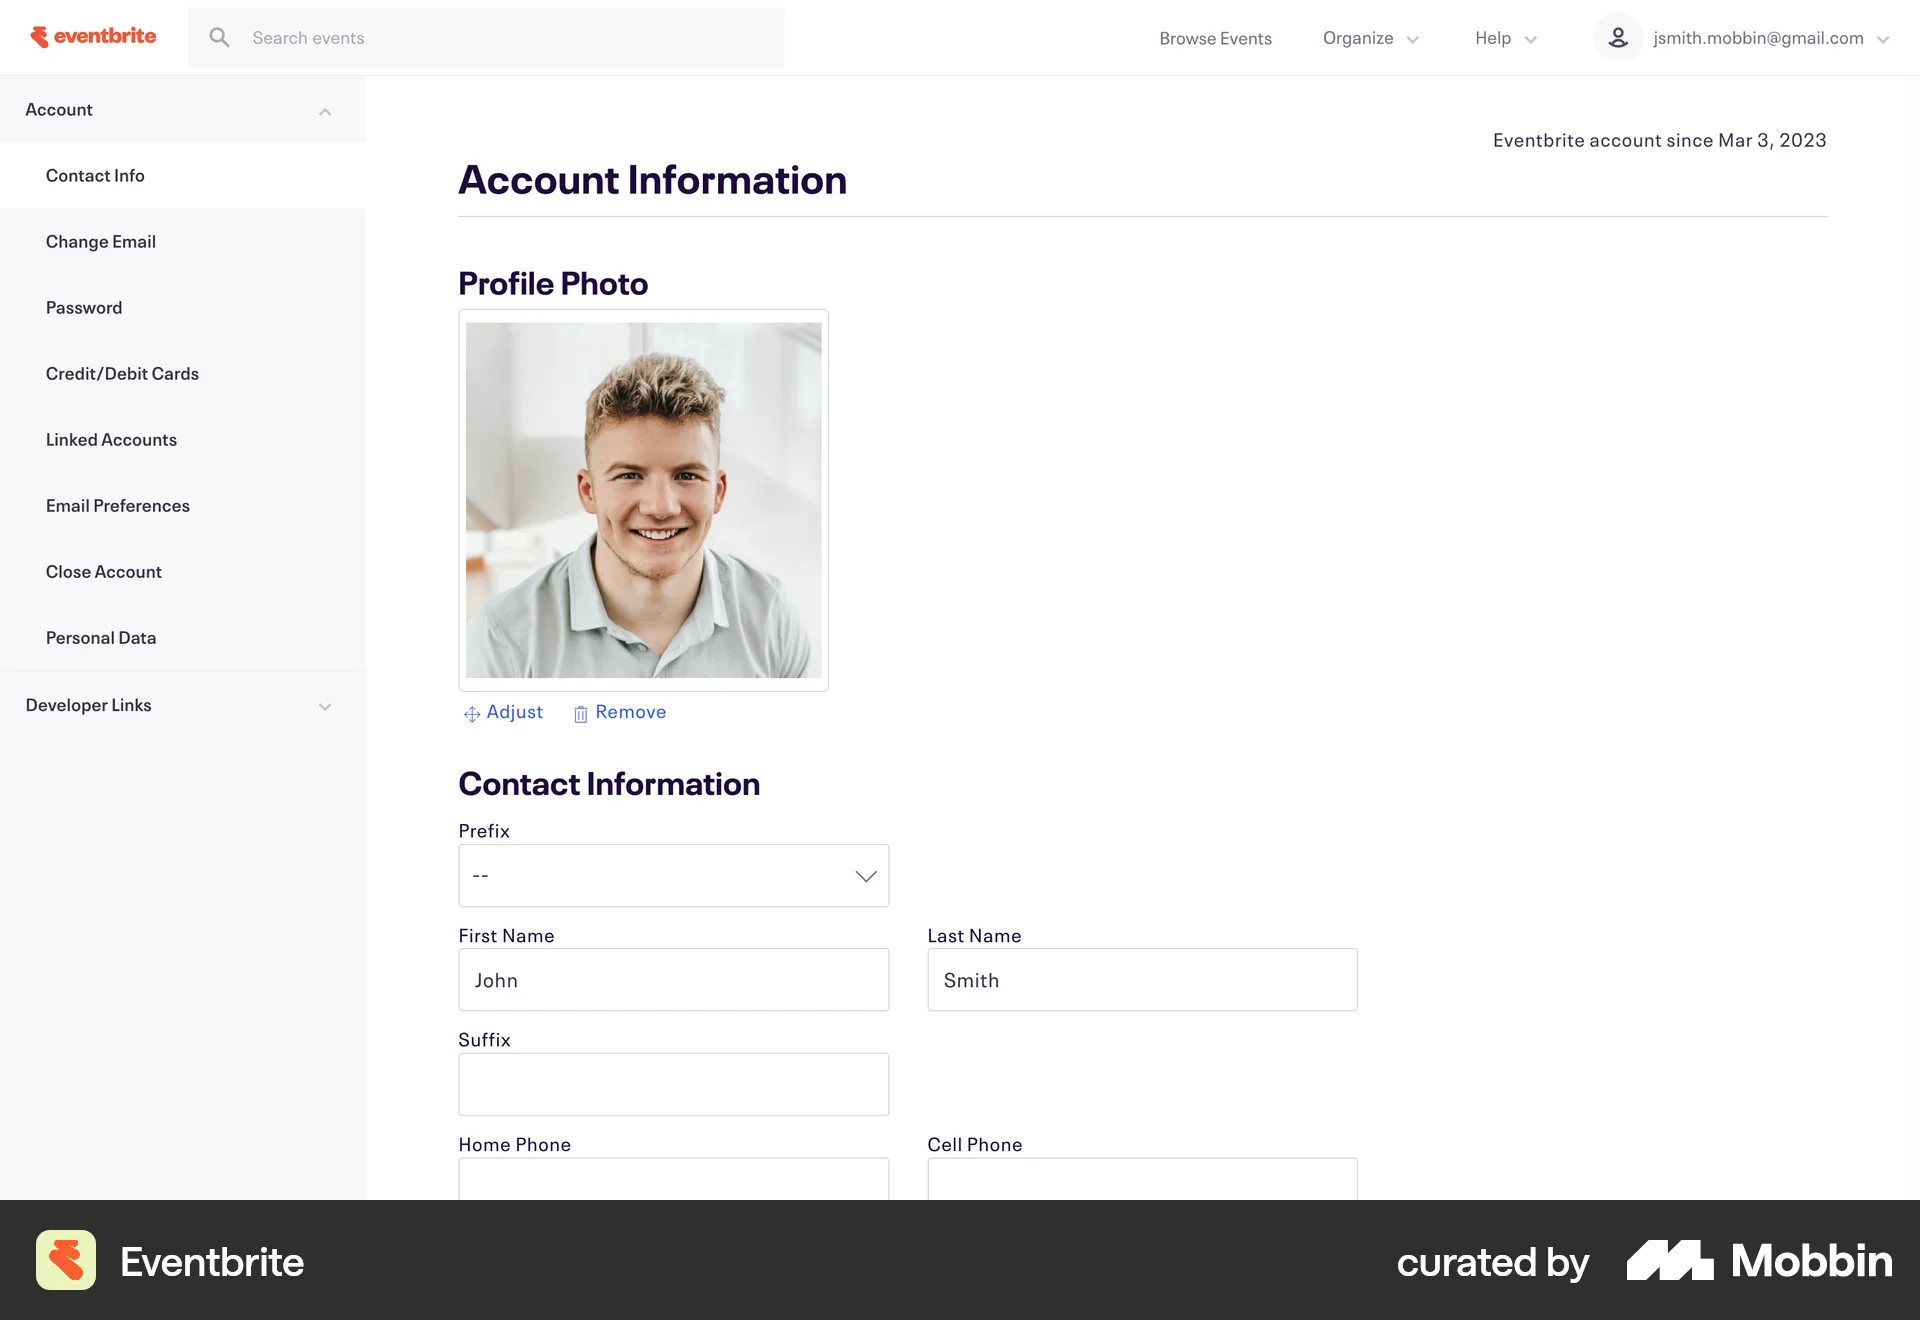 eventbrite
Search events
Browse Events
Organize
Help
jsmith.mobbin@gmail.com
Account
Contact Info
Change Email
Password
Credit/Debit Cards
Linked Accounts
Email Preferences
Close Account
Personal Data
Developer Links
Eventbrite account since Mar 3, 2023
Account Information
Profile Photo
Adjust
Remove
Contact Information
Prefix
--
First Name
Last Name
John
Smith
Suffix
Home Phone
Cell Phone
Eventbrite
curated by
Mobbin